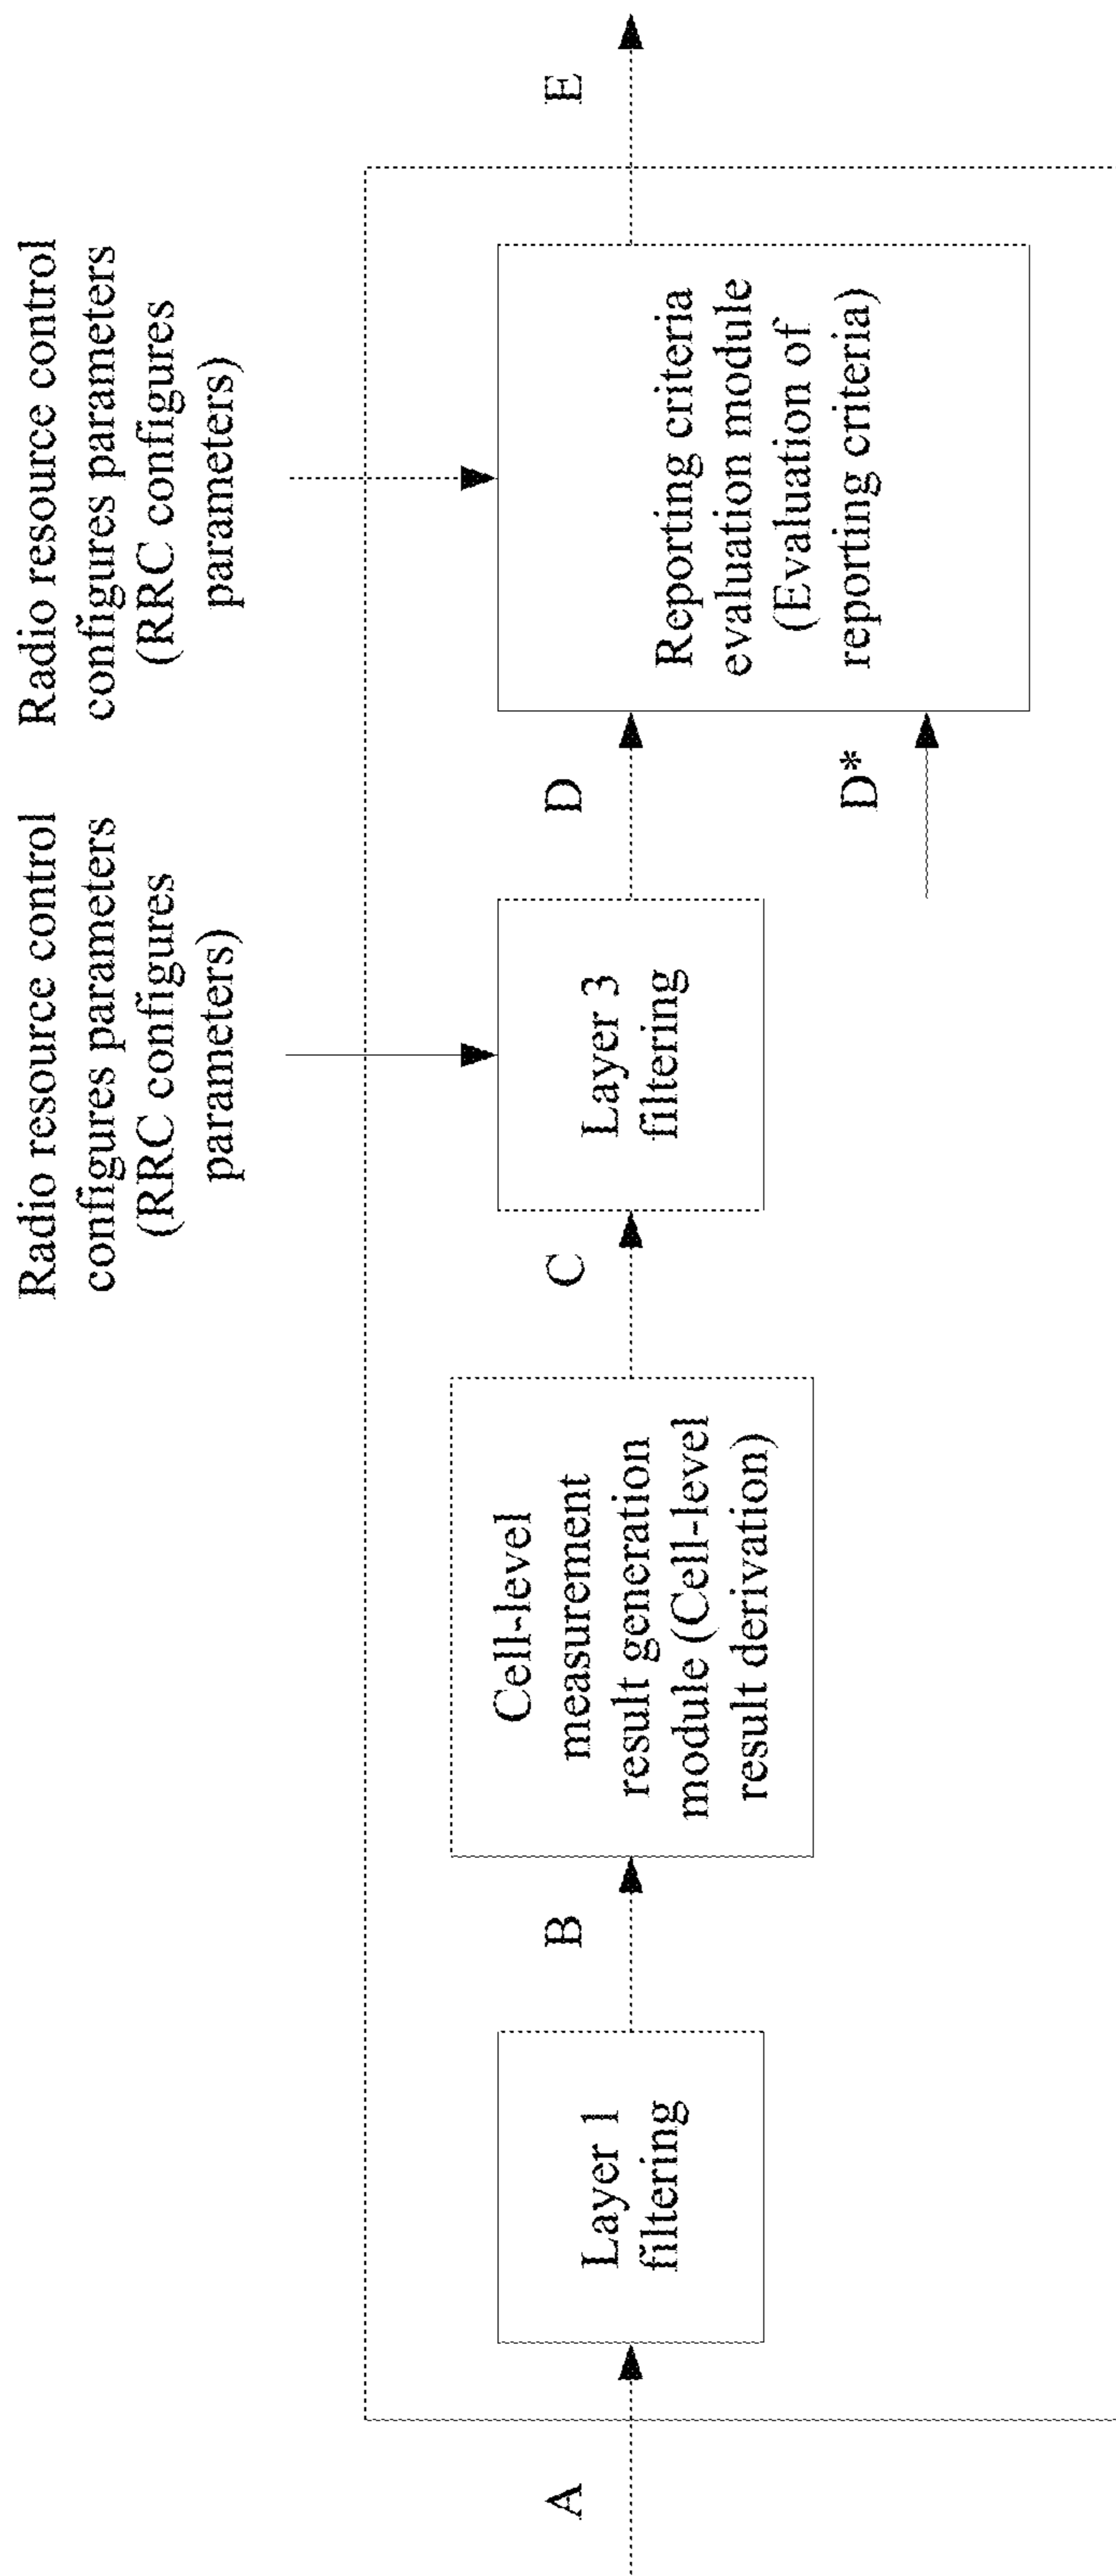 Radio resource control
configures parameters
(RRC configures
parameters)
Radio resource control
configures parameters
(RRC configures
parameters)
A
Layer 1
filtering
B
Cell-level
measurement
result generation
module (Cell-level
result derivation)
C
Layer 3
filtering
D
D*
Reporting criteria
evaluation module
(Evaluation of
reporting criteria)
E